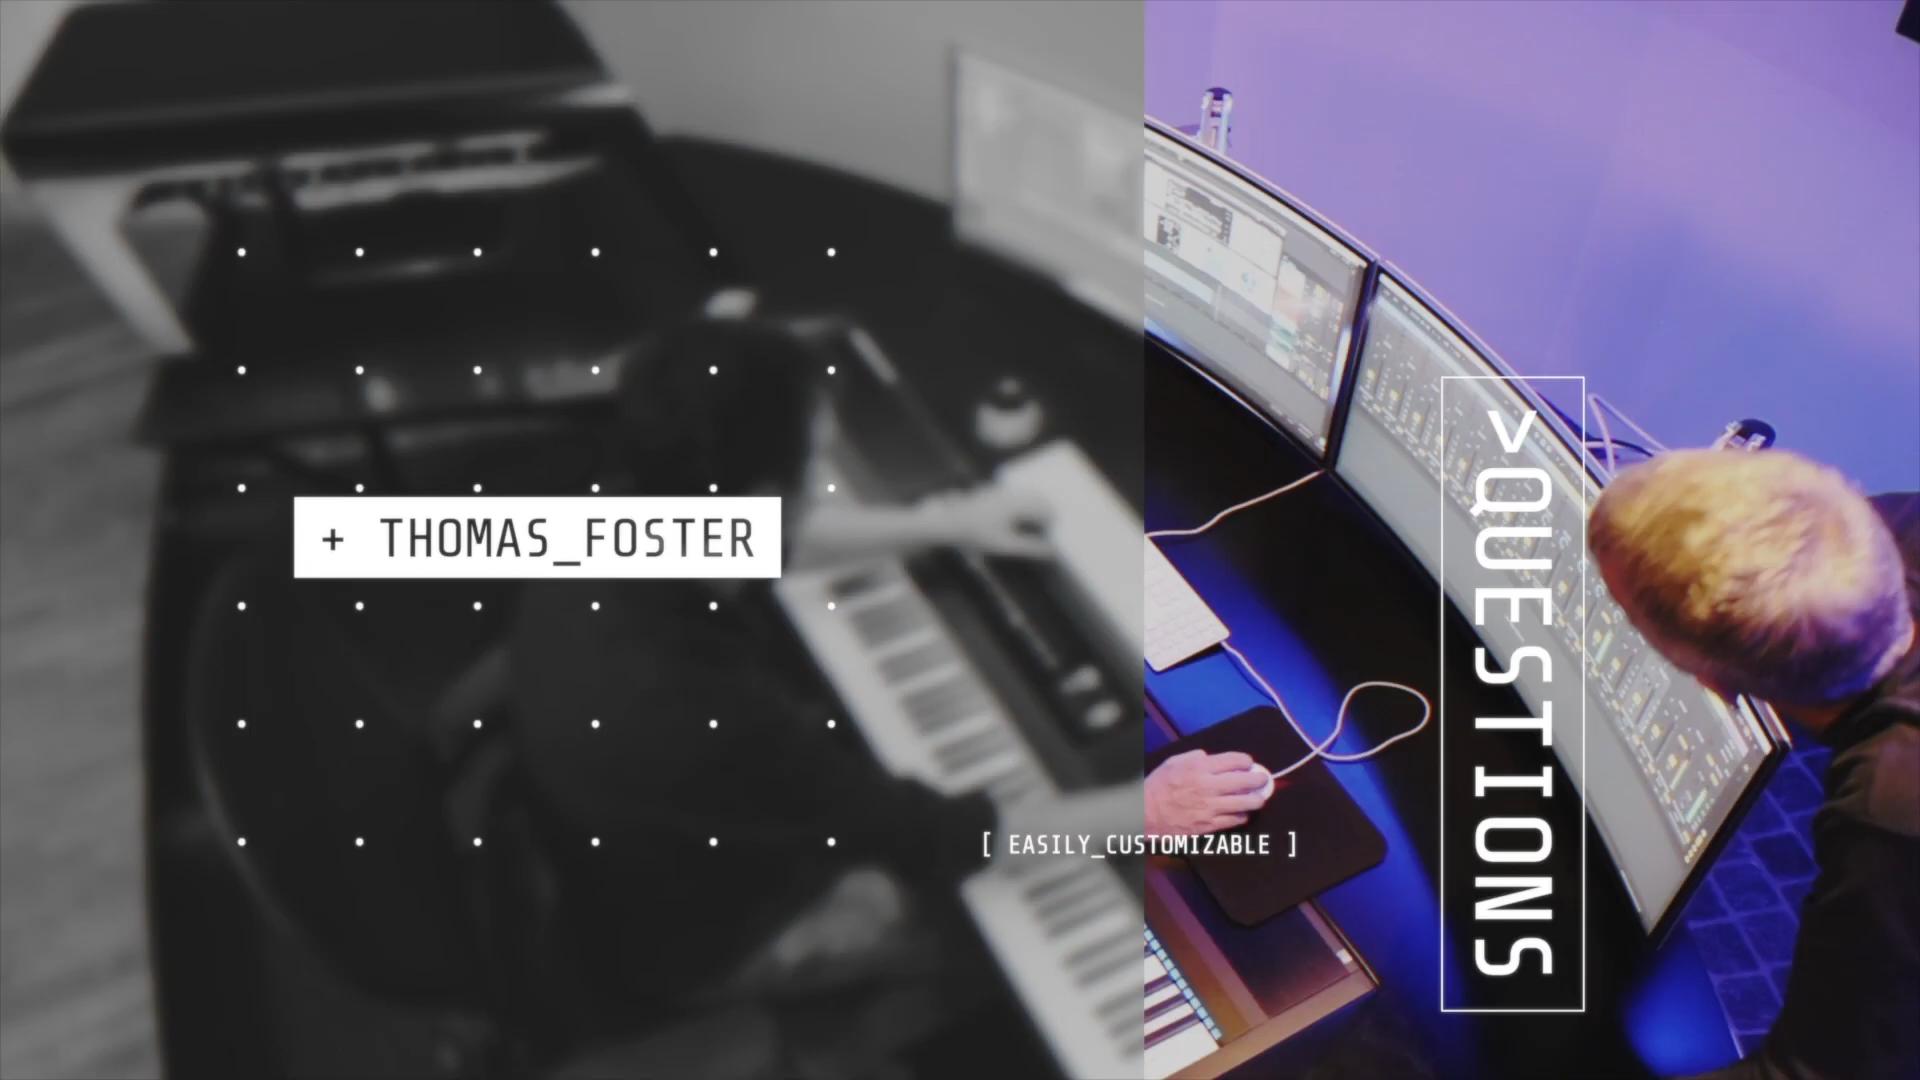 + THOMAS_FOSTER
[ EASILY_CUSTOMIZABLE ]
>QUESTIONS